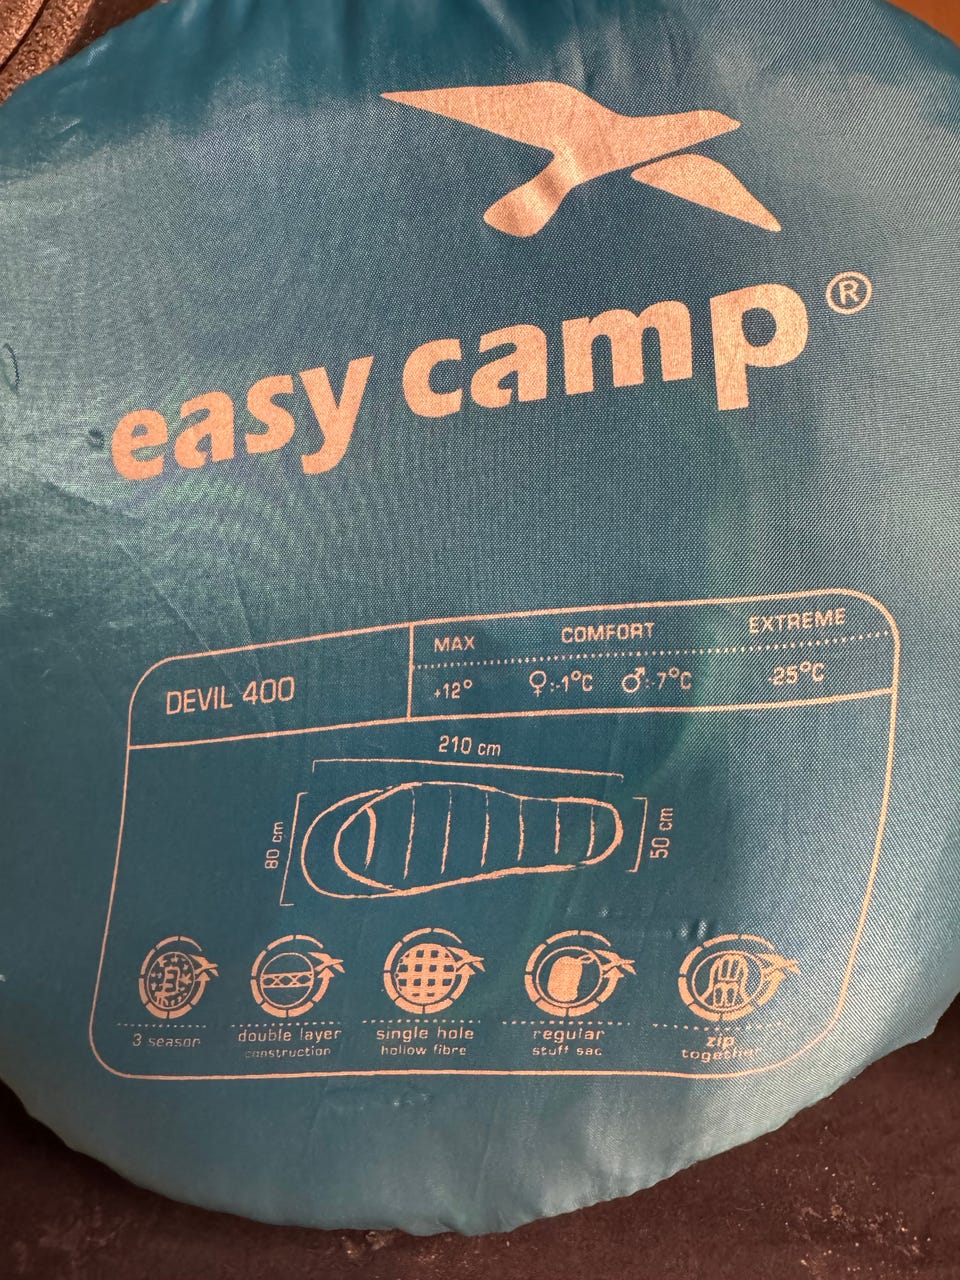 easy camp®
DEVIL 400
MAX COMFORT EXTREME
+12° ♀:-1°C ♂:-7°C -25°C
210 cm
80 cm
50 cm
3
3 season
double layer
construction
single hole
hollow fibre
regular
stuff sac
zip
together